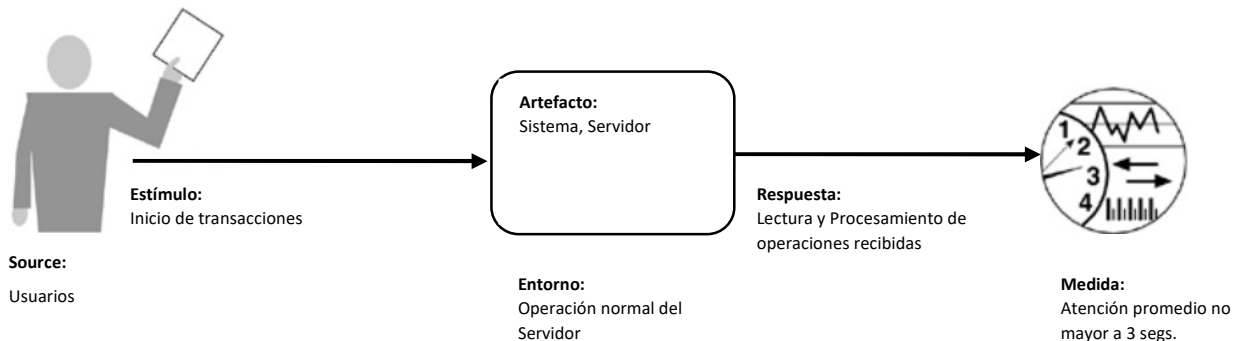 Source:
Usuarios
Estímulo:
Inicio de transacciones
Artefacto:
Sistema, Servidor
Entorno:
Operación normal del
Servidor
Respuesta:
Lectura y Procesamiento de
operaciones recibidas
1
2
3
4
Medida:
Atención promedio no
mayor a 3 segs.